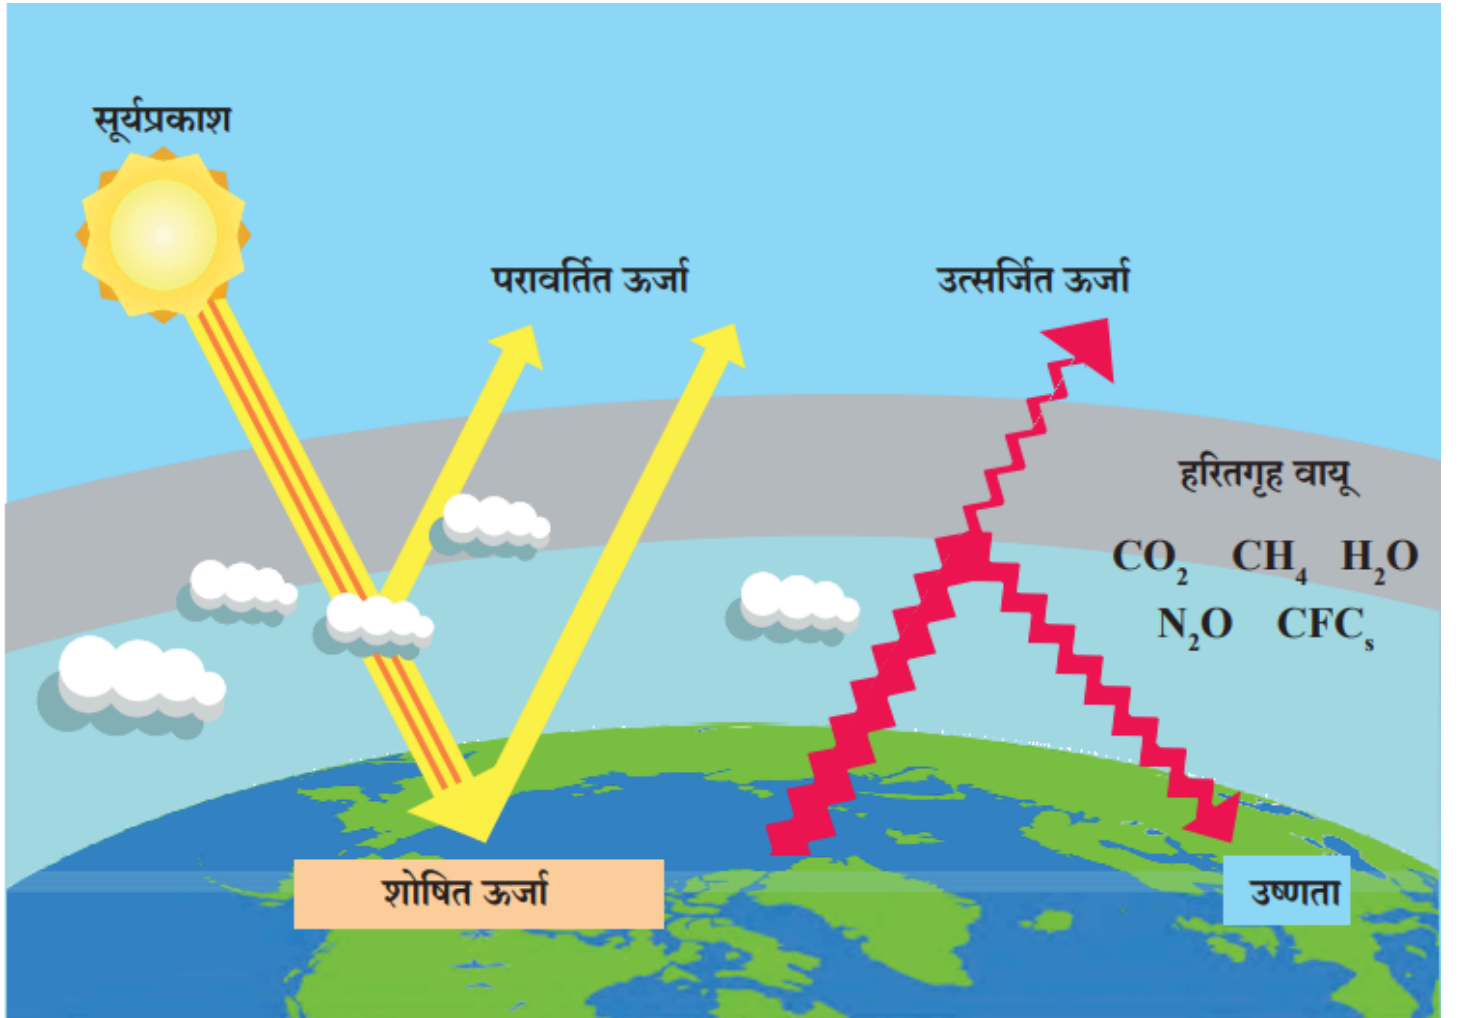 सूर्यप्रकाश
परावर्तित ऊर्जा
उत्सर्जित ऊर्जा
हरितगृह वायू
CO₂ CH₄ H₂O
N₂O CFCₛ
शोषित ऊर्जा
उष्णता